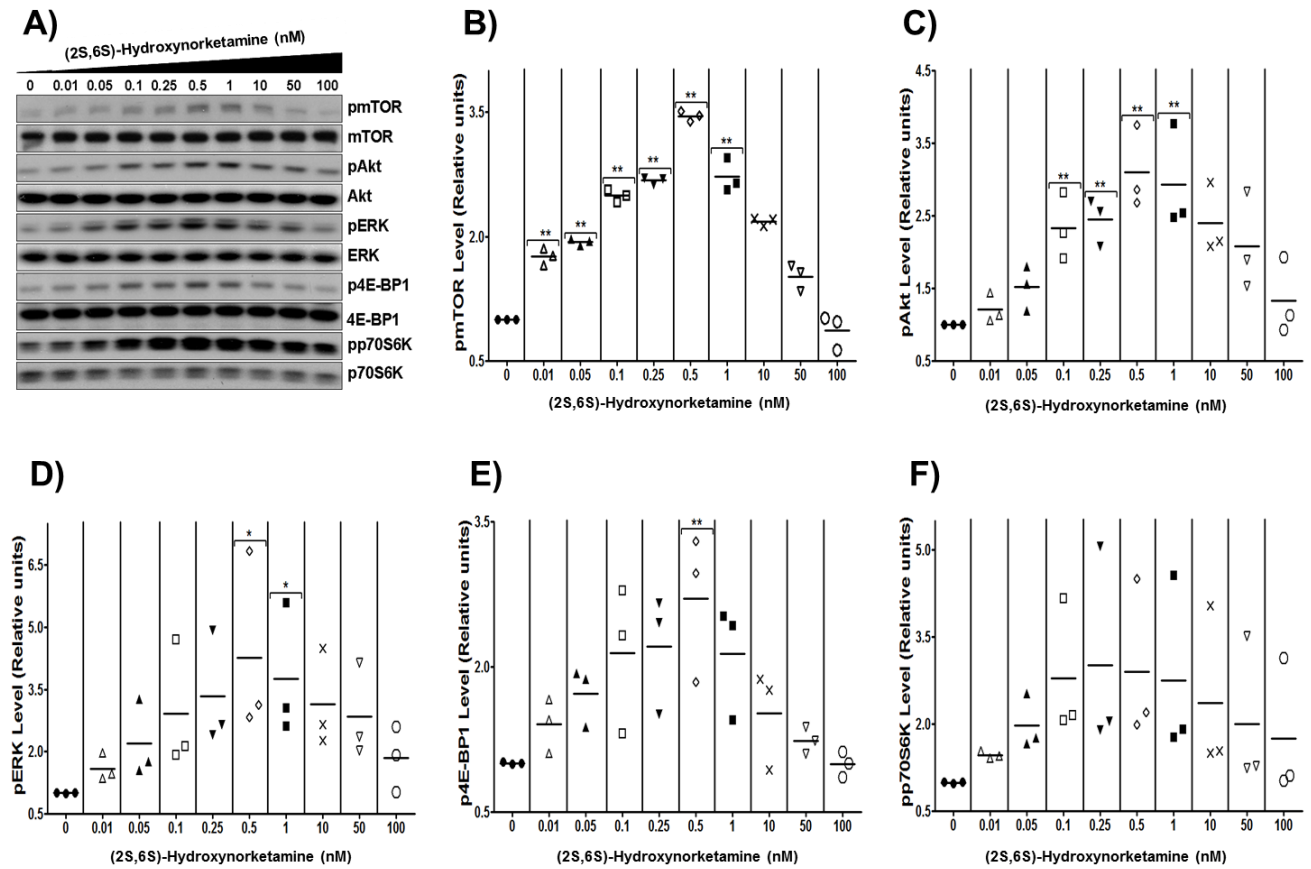 A)
(2S,6S)-Hydroxynorketamine (nM)
0 0.01 0.05 0.1 0.25 0.5 1 10 50 100
pmTOR
mTOR
pAkt
Akt
pERK
ERK
p4E-BP1
4E-BP1
pp70S6K
p70S6K
B)
pmTOR Level (Relative units)
3.5
2.0
0.5
** ** ** ** ** **
0 0.01 0.05 0.1 0.25 0.5 1 10 50 100
(2S,6S)-Hydroxynorketamine (nM)
C)
pAkt Level (Relative units)
4.5
3.5
2.5
1.5
0.5
** ** ** **
0 0.01 0.05 0.1 0.25 0.5 1 10 50 100
(2S,6S)-Hydroxynorketamine (nM)
D)
pERK Level (Relative units)
6.5
5.0
3.5
2.0
0.5
* *
0 0.01 0.05 0.1 0.25 0.5 1 10 50 100
(2S,6S)-Hydroxynorketamine (nM)
E)
p4E-BP1 Level (Relative units)
3.5
2.0
0.5
**
0 0.01 0.05 0.1 0.25 0.5 1 10 50 100
(2S,6S)-Hydroxynorketamine (nM)
F)
pp70S6K Level (Relative units)
5.0
3.5
2.0
0.5
0 0.01 0.05 0.1 0.25 0.5 1 10 50 100
(2S,6S)-Hydroxynorketamine (nM)